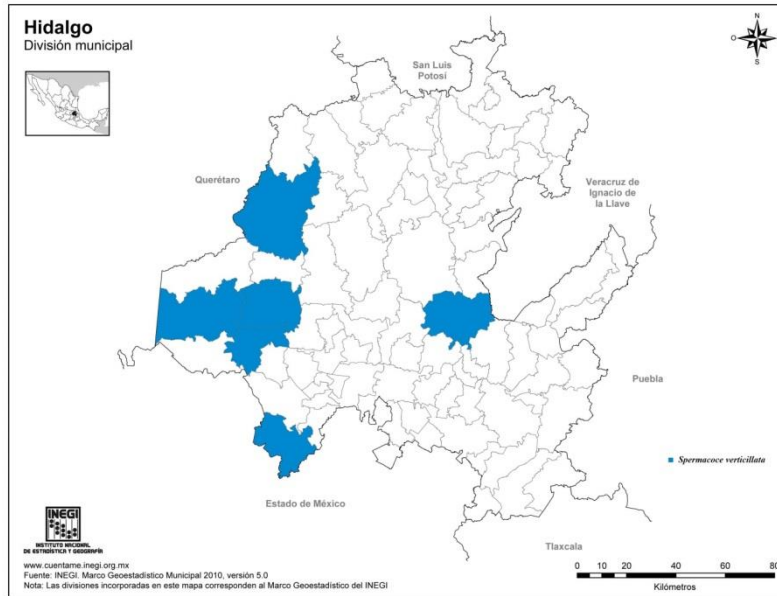 Hidalgo
División municipal
N
O
E
S
San Luis
Potosí
Querétaro
Veracruz de
Ignacio de
la Llave
Puebla
Spermacoce verticillata
Estado de México
Tlaxcala
INEGI
INSTITUTO NACIONAL
DE ESTADÍSTICA Y GEOGRAFÍA
www.cuentame.inegi.org.mx
Fuente: INEGI. Marco Geoestadístico Municipal 2010, versión 5.0
Nota: Las divisiones incorporadas en este mapa corresponden al Marco Geoestadístico del INEGI
0 10 20 40 60 80
Kilómetros